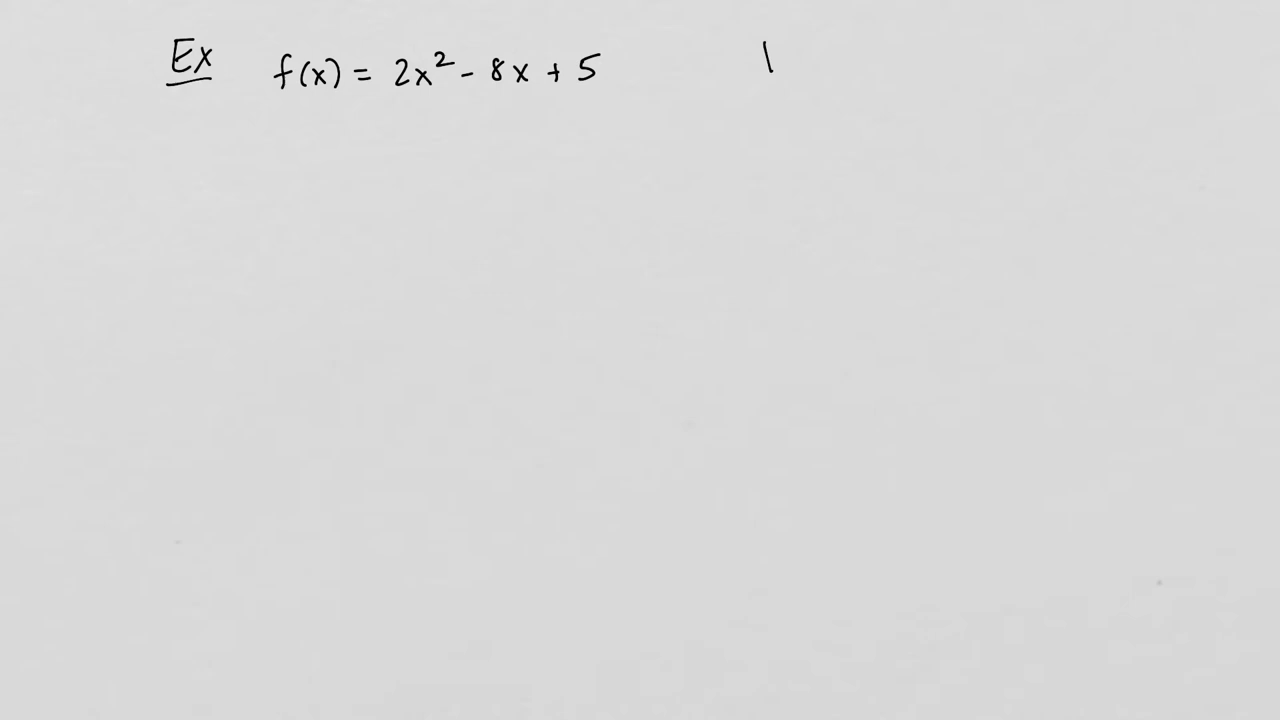 Ex f(x) = 2x² - 8x + 5